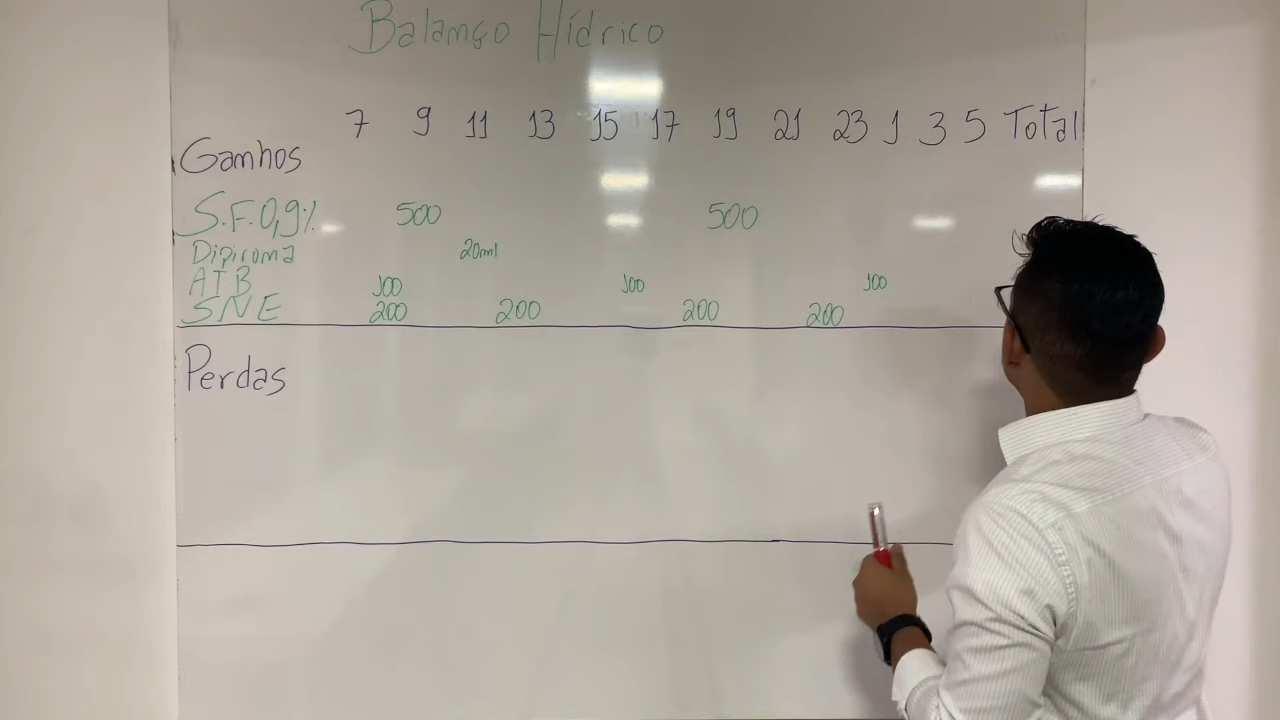 Balanço Hídrico
7 9 11 13 15 17 19 21 23 1 3 5 Total
Ganhos
S.F. 0,9% 500 500
Dipirona 20ml
ATB 100 100 100
SNE 200 200 200 200
Perdas